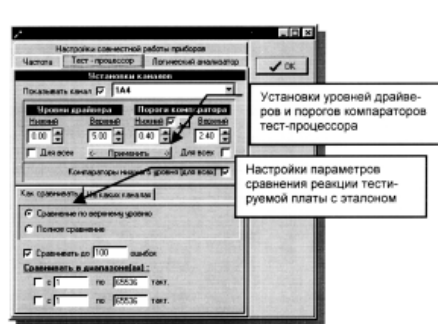 Настройки совместной работы приборов
Частота Тест - процессор Логический анализатор
OK
Установки каналов
Показывать канал 1A4
Уровни драйвера Пороги компаратора
Нижний Верхний Нижний Верхний
0.00 5.00 0.40 2.40
Для всех <- Применить -> Для всех
Компараторы нижнего уровня (для всех)
Как сравнивать На каких каналах
Сравнение по верхнему уровню
Полное сравнение
Сравнивать до 100 ошибок
Сравнивать в диапазоне(ах) :
с 1 по 65536 такт.
с 1 по 65536 такт.
Установки уровней драйве-
ров и порогов компараторов
тест-процессора
Настройки параметров
сравнения реакции тести-
руемой платы с эталоном